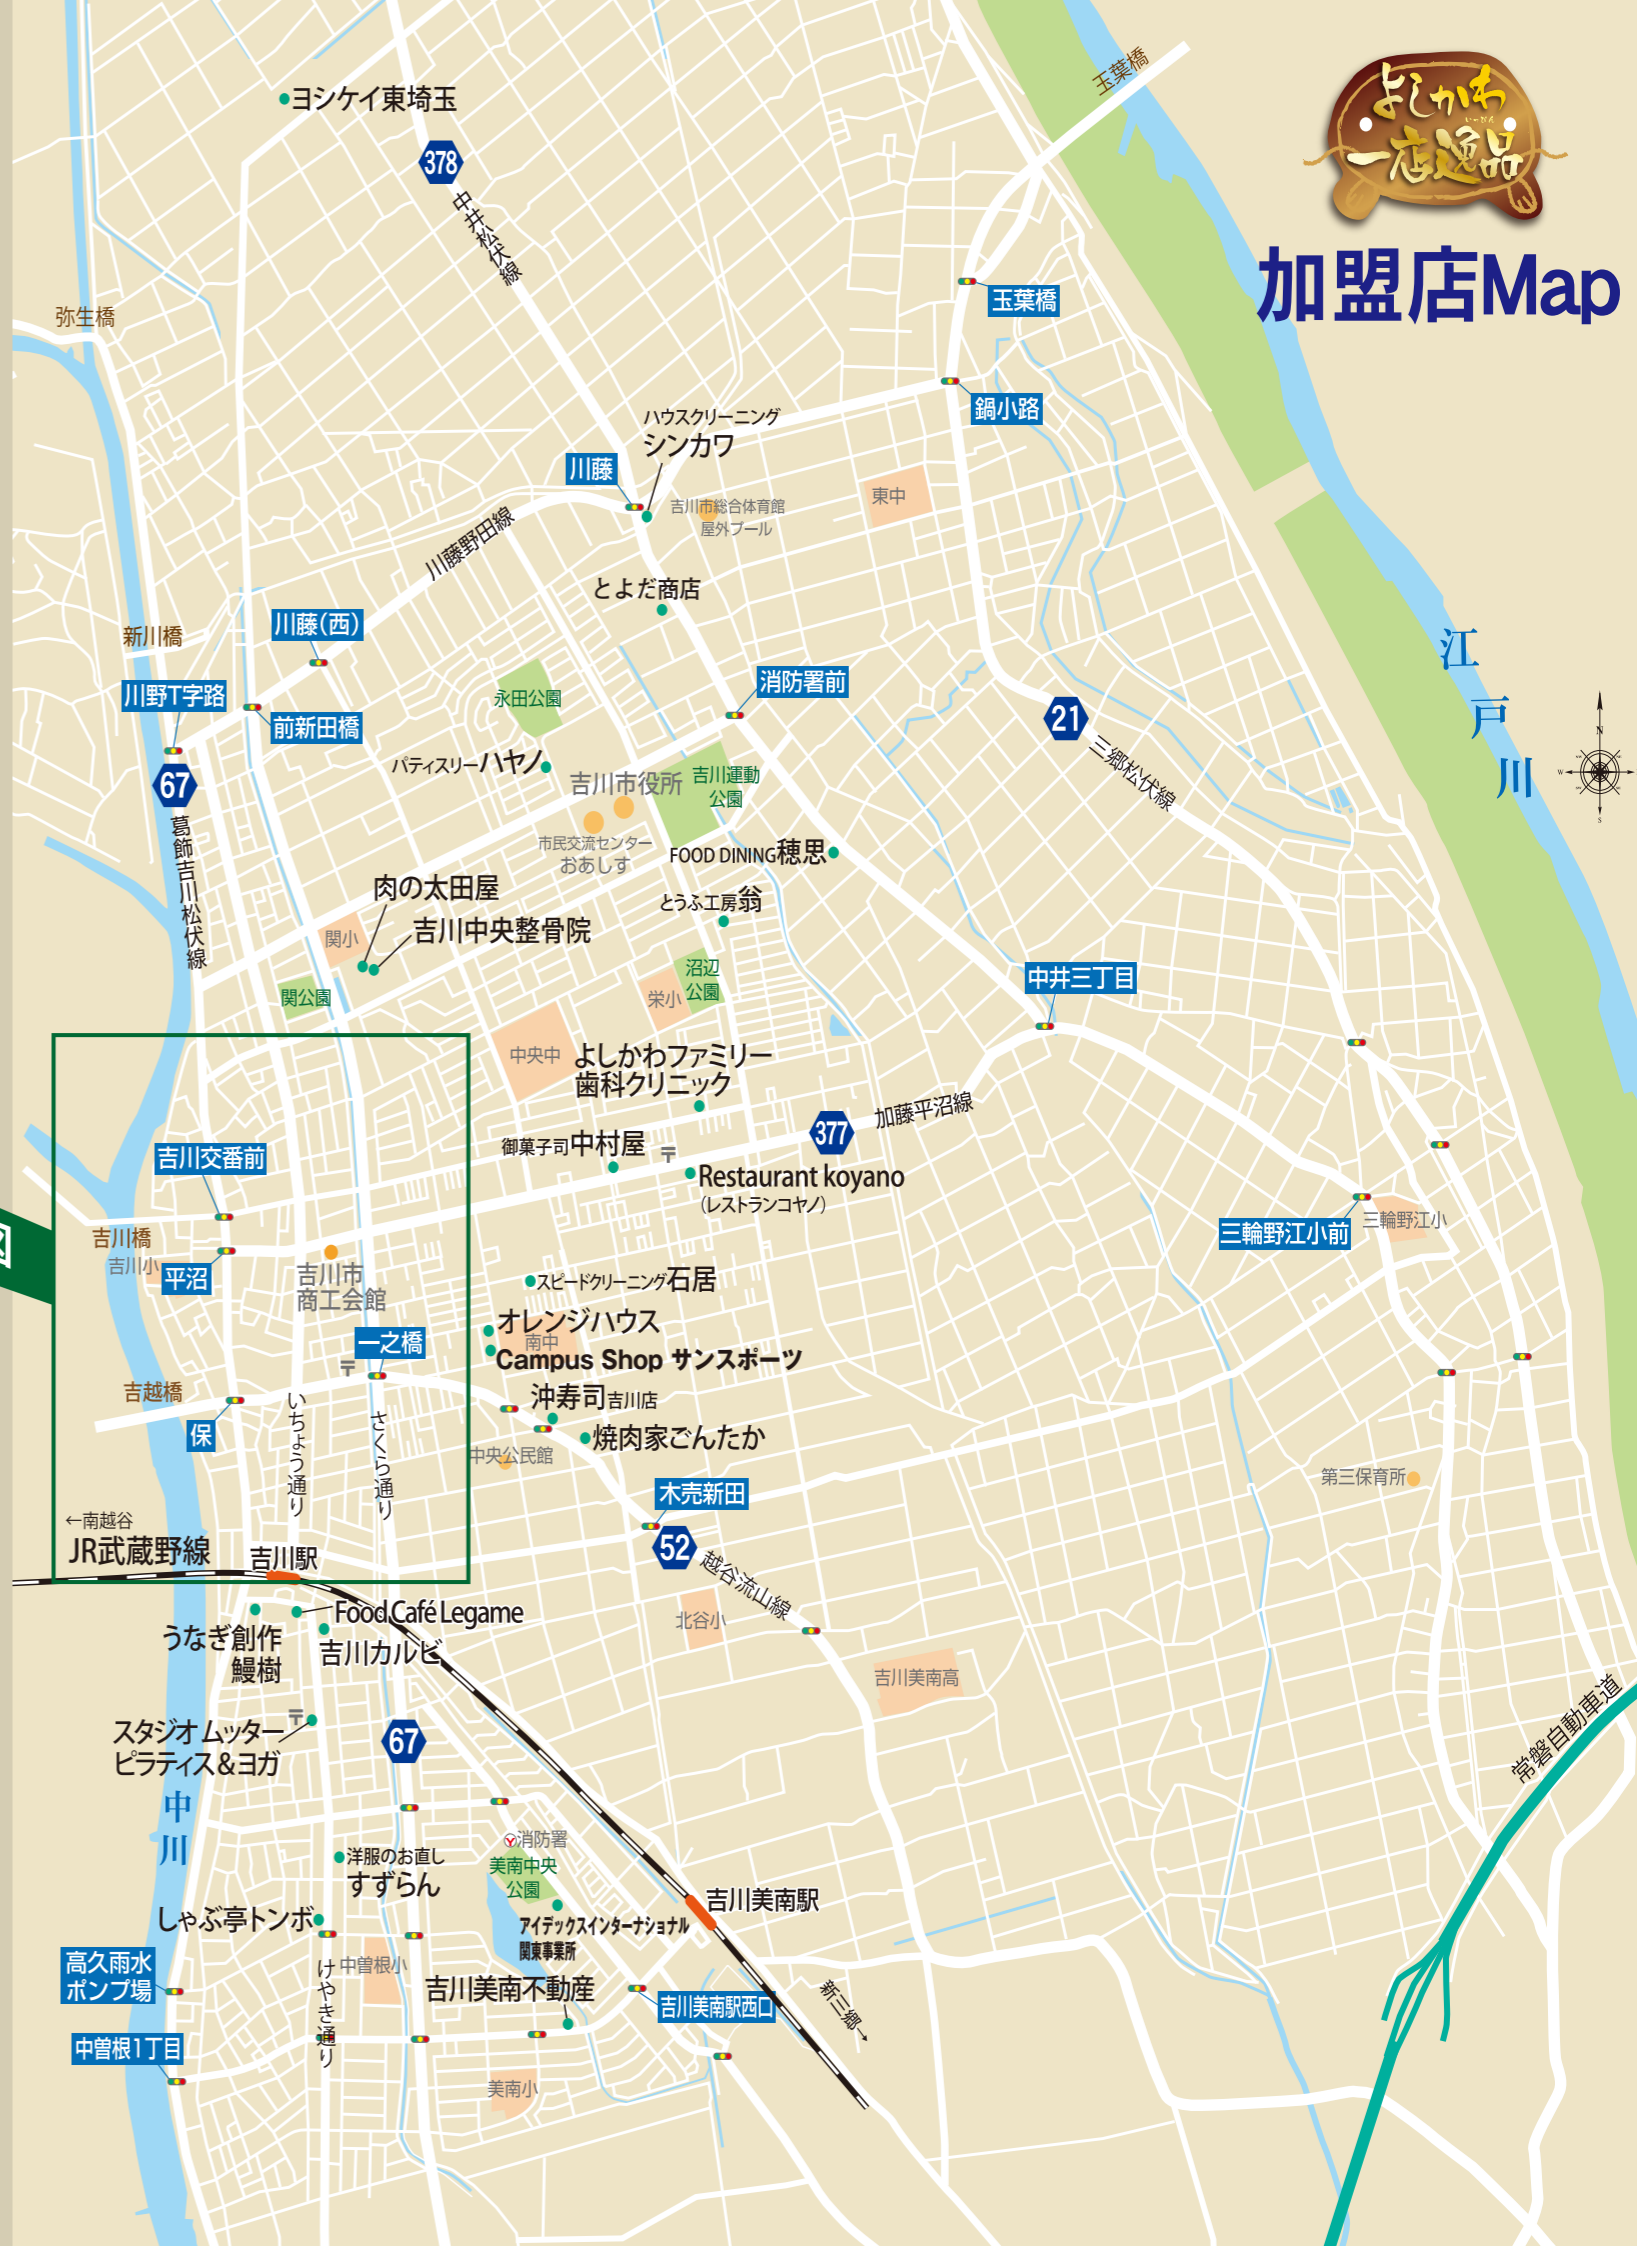 よしかわ
いっぴん
一店逸品
加盟店Map
玉葉橋
ヨシケイ東埼玉
378
中井松伏線
玉葉橋
弥生橋
鍋小路
ハウスクリーニング
シンカワ
川藤
吉川市総合体育館
屋外プール
東中
川藤野田線
とよだ商店
新川橋
川藤(西)
江戸川
N
W
S
川野T字路
前新田橋
永田公園
消防署前
21
三郷松伏線
67
葛飾吉川松伏線
パティスリーハヤノ
吉川市役所
吉川運動
公園
市民交流センター
おあしす
FOOD DINING穂思
肉の太田屋
とうふ工房翁
吉川中央整骨院
関小
関公園
沼辺
公園
栄小
中井三丁目
中央中
よしかわファミリー
歯科クリニック
377
加藤平沼線
御菓子司中村屋
〒
吉川交番前
Restaurant koyano
(レストランコヤノ)
三輪野江小
三輪野江小前
吉川橋
吉川小
平沼
吉川市
商工会館
スピードクリーニング石居
オレンジハウス
南中
Campus Shop サンスポーツ
一之橋
〒
吉越橋
保
いちょう通り
さくら通り
沖寿司吉川店
焼肉家ごんたか
中央公民館
木売新田
第三保育所
52
越谷流山線
←南越谷
JR武蔵野線
吉川駅
Food Café Legame
うなぎ創作
鰻樹
吉川カルビ
北谷小
吉川美南高
常磐自動車道
〒
スタジオ ムッター
ピラティス&ヨガ
67
中川
Y消防署
美南中央
公園
洋服のお直し
すずらん
吉川美南駅
しゃぶ亭トンボ
アイデックスインターナショナル
関東事業所
高久雨水
ポンプ場
けやき通り
中曽根小
吉川美南不動産
吉川美南駅西口
新三郷→
中曽根1丁目
美南小